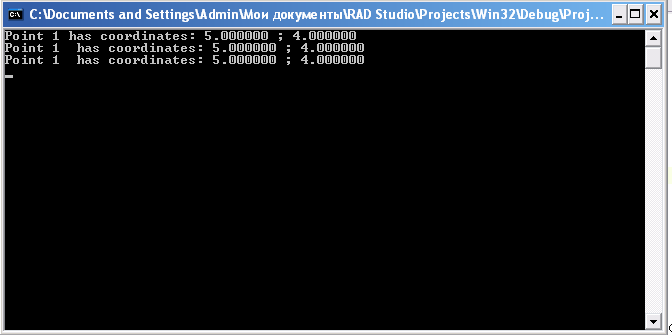 C:\Documents and Settings\Admin\Мои документы\RAD Studio\Projects\Win32\Debug\Proj...
Point 1 has coordinates: 5.000000 ; 4.000000
Point 1  has coordinates: 5.000000 ; 4.000000
Point 1  has coordinates: 5.000000 ; 4.000000